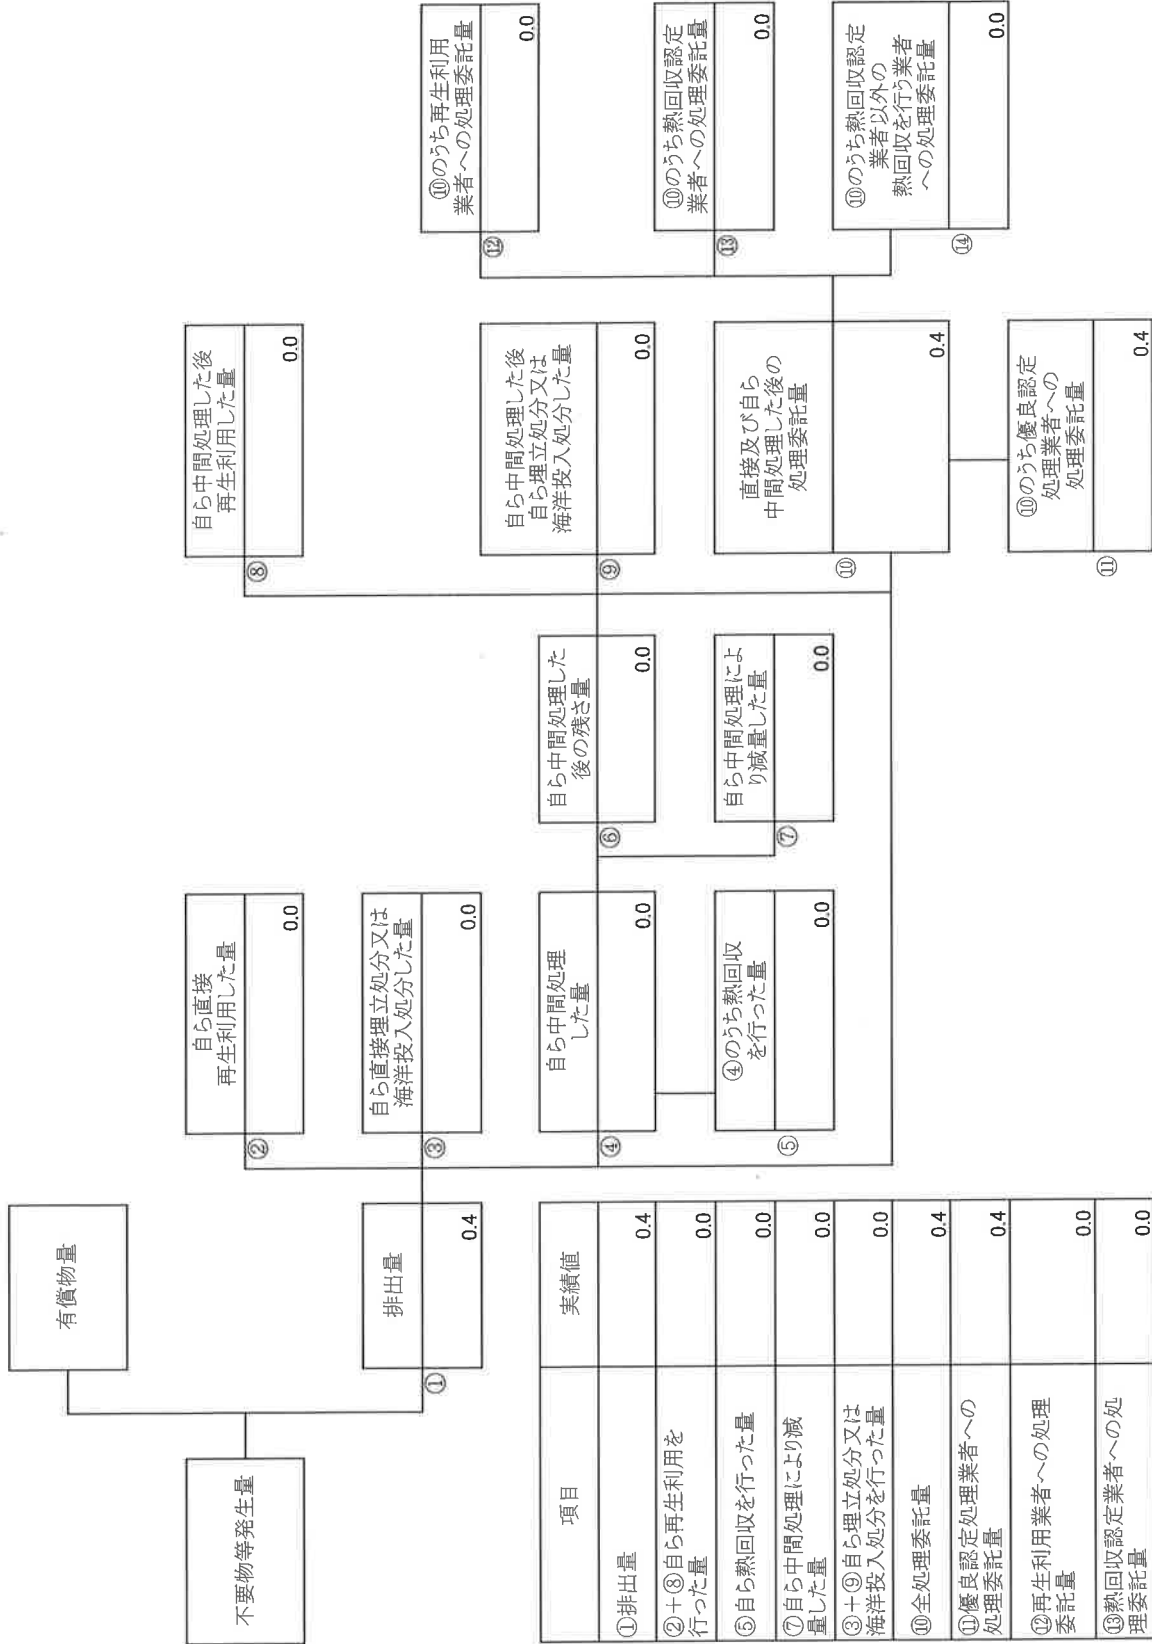 不要物等発生量
有償物量
排出量
①
0.4
自ら直接
再生利用した量
②
0.0
自ら直接埋立処分又は
海洋投入処分した量
③
0.0
自ら中間処理
した量
④
0.0
④のうち熱回収
を行った量
⑤
0.0
自ら中間処理した
後の残さ量
⑥
0.0
自ら中間処理によ
り減量した量
⑦
0.0
自ら中間処理した後
再生利用した量
⑧
0.0
自ら中間処理した後
自ら埋立処分又は
海洋投入処分した量
⑨
0.0
直接及び自ら
中間処理した後の
処理委託量
⑩
0.4
⑩のうち優良認定
処理業者への
処理委託量
⑪
0.4
⑩のうち再生利用
業者への処理委託量
⑫
0.0
⑩のうち熱回収認定
業者への処理委託量
⑬
0.0
⑩のうち熱回収認定
業者以外の
熱回収を行う業者
への処理委託量
⑭
0.0
項目 実績値
①排出量 0.4
②+⑧自ら再生利用を
行った量 0.0
⑤自ら熱回収を行った量 0.0
⑦自ら中間処理により減
量した量 0.0
③+⑨自ら埋立処分又は
海洋投入処分を行った量 0.0
⑩全処理委託量 0.4
⑪優良認定処理業者への
処理委託量 0.4
⑫再生利用業者への処理
委託量 0.0
⑬熱回収認定業者への処
理委託量 0.0